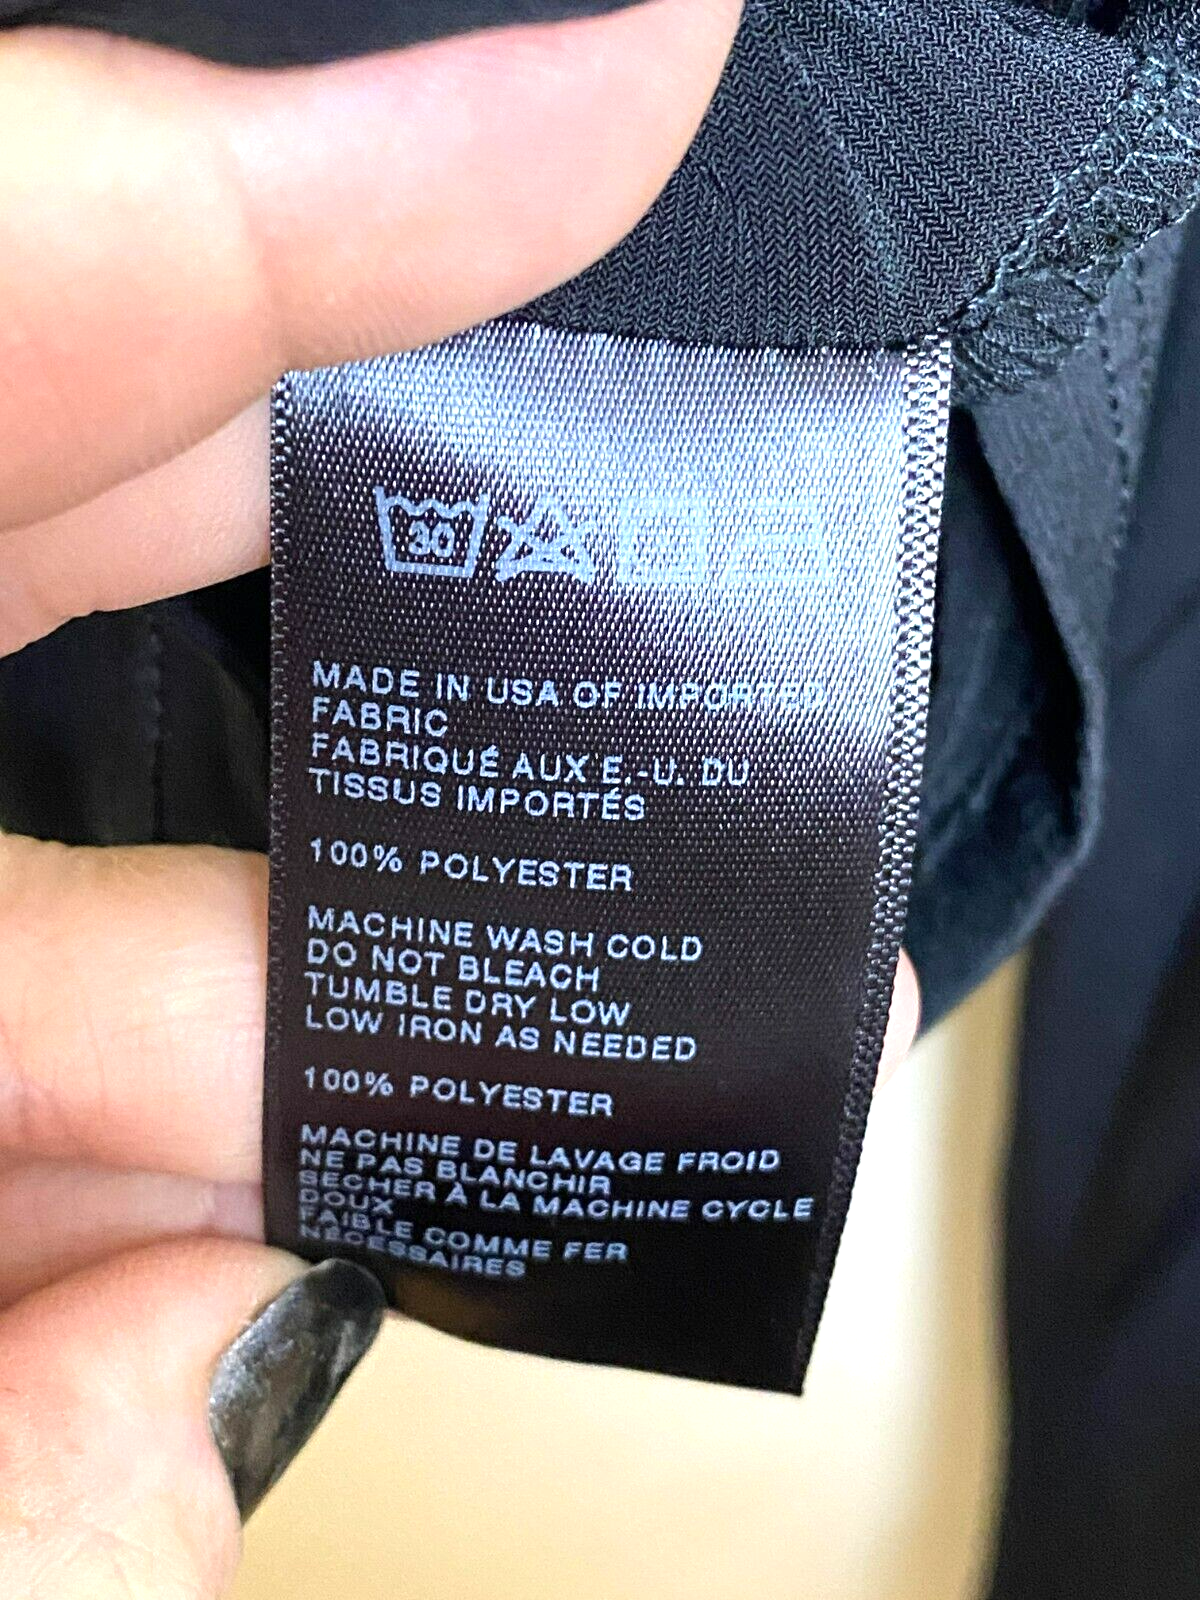 30
MADE IN USA OF IMPORTED
FABRIC
FABRIQUÉ AUX E.-U. DU
TISSUS IMPORTÉS
100% POLYESTER
MACHINE WASH COLD
DO NOT BLEACH
TUMBLE DRY LOW
LOW IRON AS NEEDED
100% POLYESTER
MACHINE DE LAVAGE FROID
NE PAS BLANCHIR
SECHER À LA MACHINE CYCLE
DOUX
FAIBLE COMME FER
NECESSAIRES